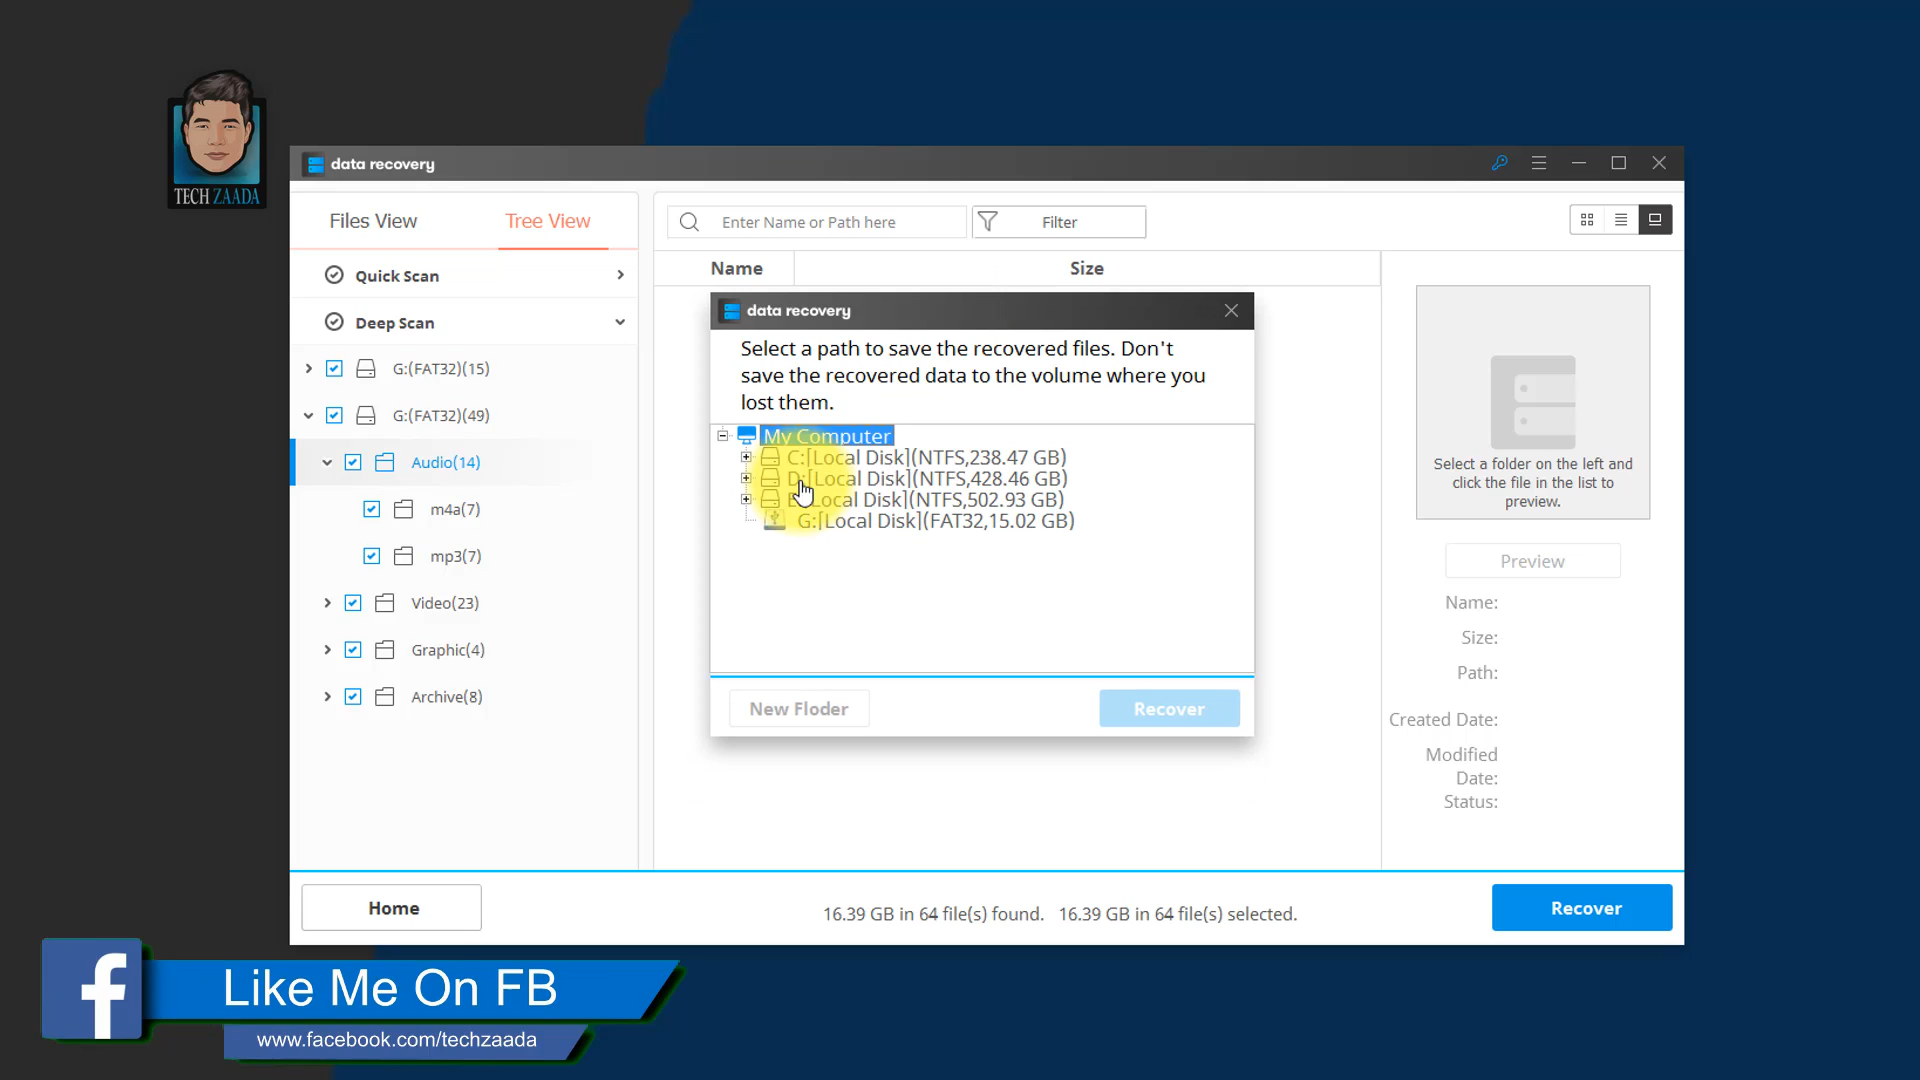 TECH ZAADA
data recovery
Files View
Tree View
Enter Name or Path here
Filter
Quick Scan
Deep Scan
G:(FAT32)(15)
G:(FAT32)(49)
Audio(14)
m4a(7)
mp3(7)
Video(23)
Graphic(4)
Archive(8)
Name
Size
data recovery
Select a path to save the recovered files. Don't
save the recovered data to the volume where you
lost them.
My Computer
C:[Local Disk](NTFS,238.47 GB)
D:[Local Disk](NTFS,428.46 GB)
E:[Local Disk](NTFS,502.93 GB)
G:[Local Disk](FAT32,15.02 GB)
New Floder
Recover
Select a folder on the left and
click the file in the list to
preview.
Preview
Name:
Size:
Path:
Created Date:
Modified
Date:
Status:
Home
16.39 GB in 64 file(s) found. 16.39 GB in 64 file(s) selected.
Recover
f
Like Me On FB
www.facebook.com/techzaada